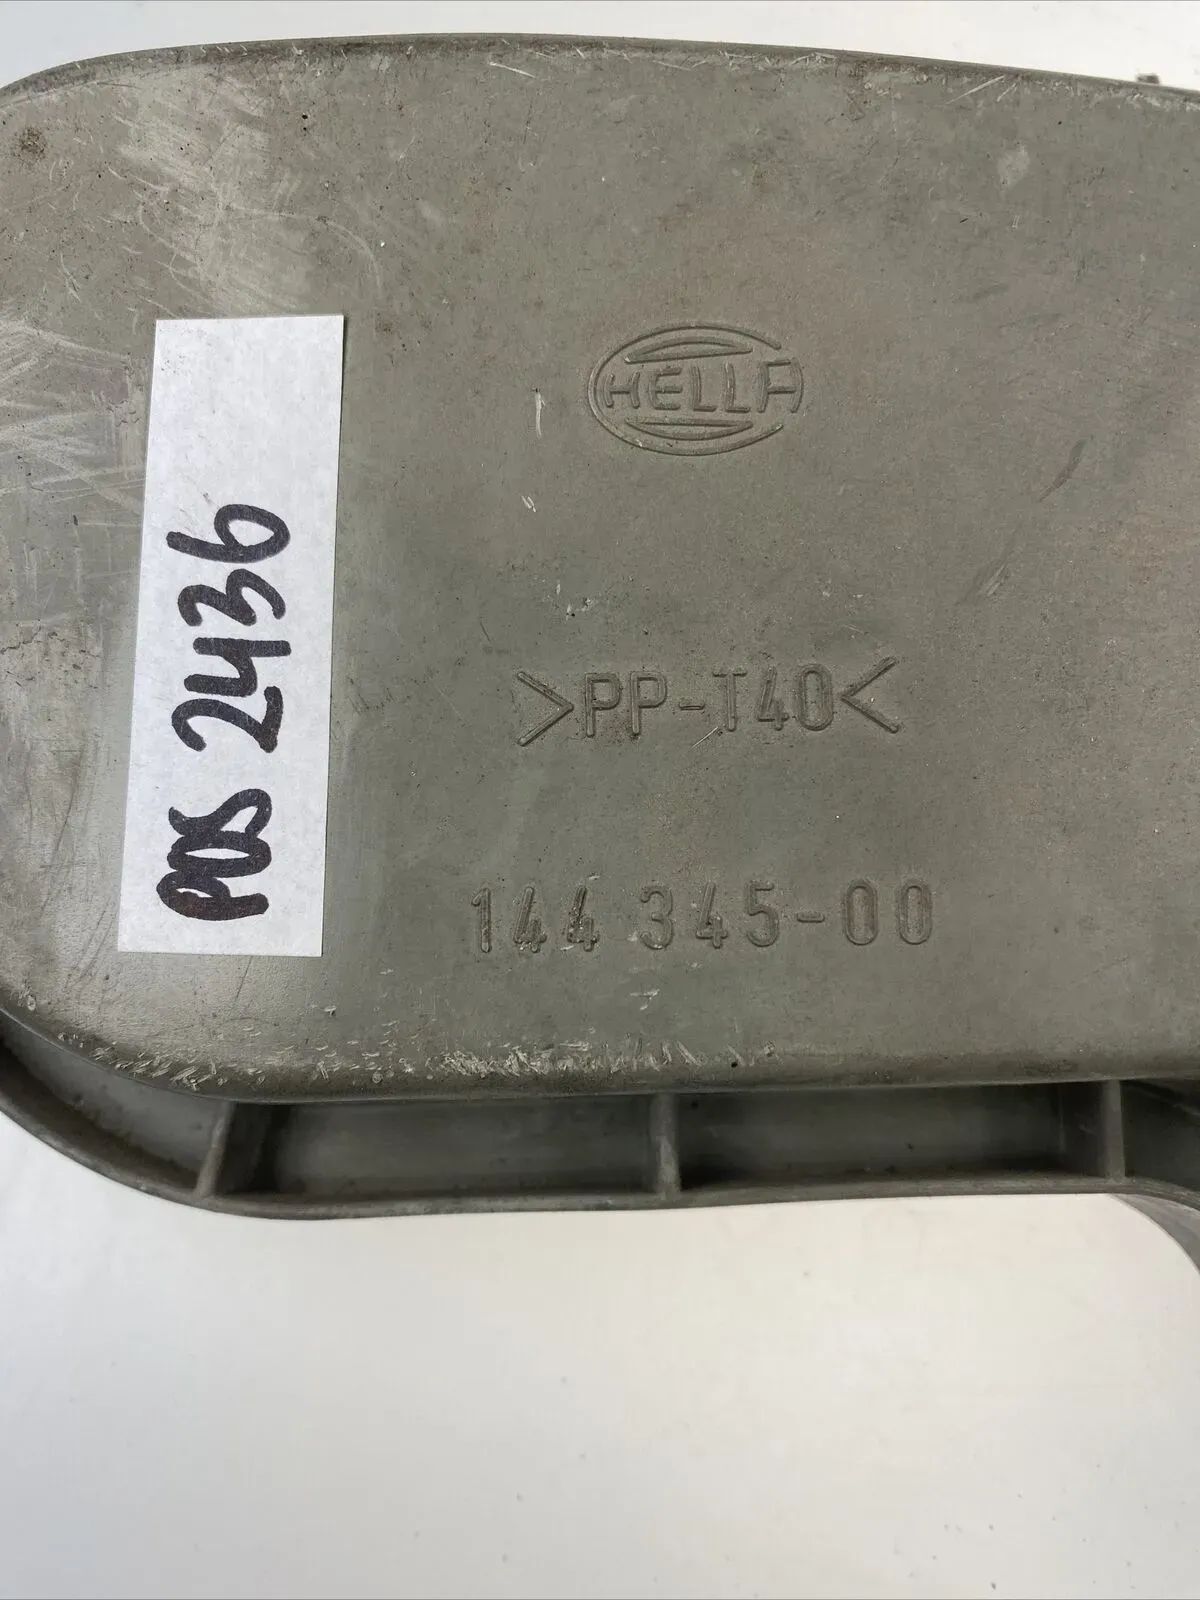 HELLA
>PP-T40<
144 345-00
POS 2436